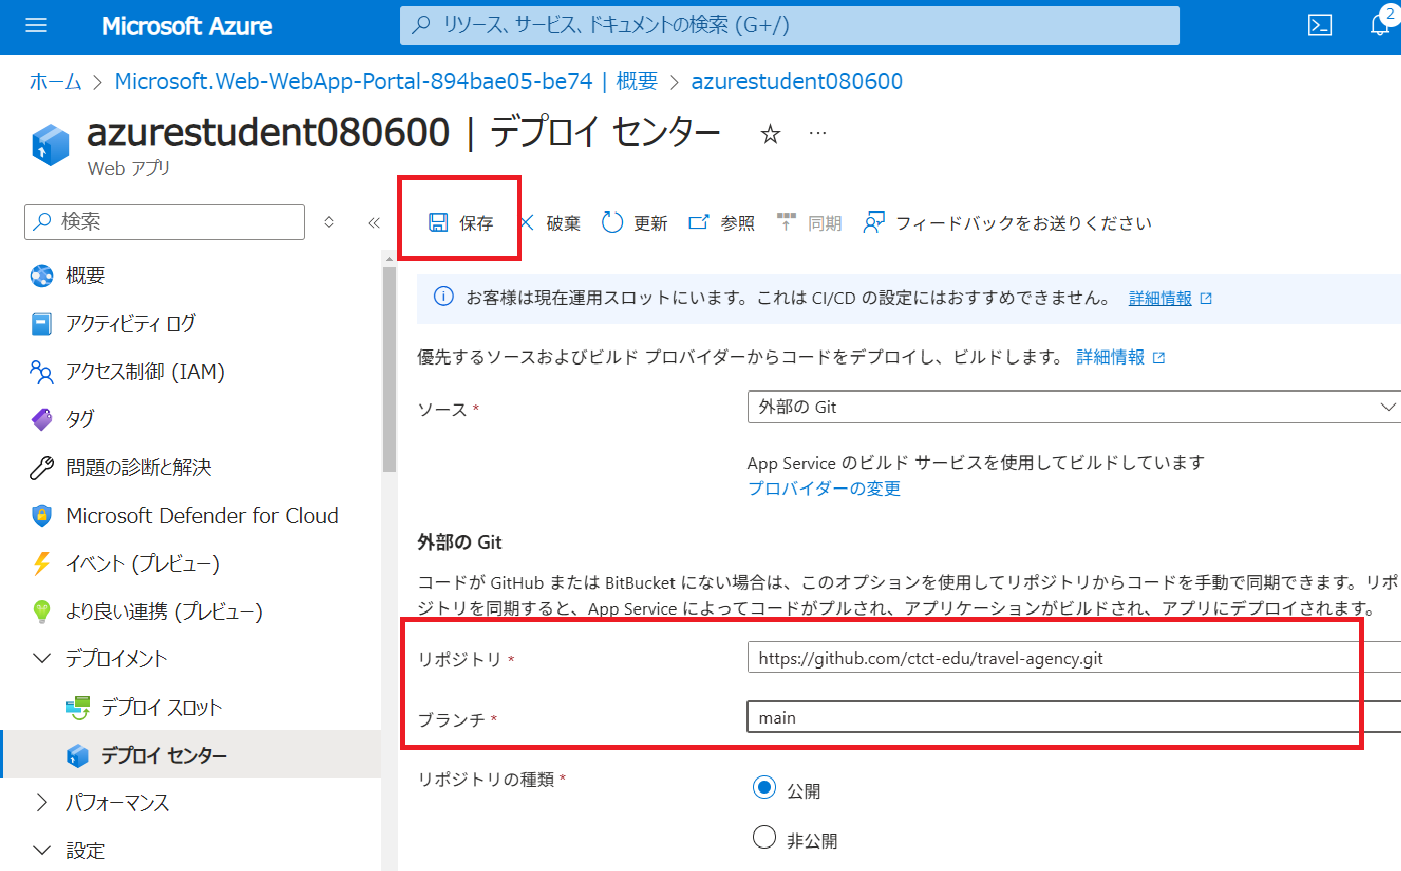 Microsoft Azure
リソース、サービス、ドキュメントの検索 (G+/)
2
ホーム > Microsoft.Web-WebApp-Portal-894bae05-be74 | 概要 > azurestudent080600
azurestudent080600 | デプロイ センター
Web アプリ
検索
保存 破棄 更新 参照 同期 フィードバックをお送りください
概要
アクティビティ ログ
アクセス制御 (IAM)
タグ
問題の診断と解決
Microsoft Defender for Cloud
イベント (プレビュー)
より良い連携 (プレビュー)
デプロイメント
デプロイ スロット
デプロイ センター
パフォーマンス
設定
お客様は現在運用スロットにいます。これは CI/CD の設定にはおすすめできません。 詳細情報
優先するソースおよびビルド プロバイダーからコードをデプロイし、ビルドします。 詳細情報
ソース *
外部の Git
App Service のビルド サービスを使用してビルドしています
プロバイダーの変更
外部の Git
コードが GitHub または BitBucket にない場合は、このオプションを使用してリポジトリからコードを手動で同期できます。リポ
ジトリを同期すると、App Service によってコードがプルされ、アプリケーションがビルドされ、アプリにデプロイされます。
リポジトリ *
https://github.com/ctct-edu/travel-agency.git
ブランチ *
main
リポジトリの種類 *
公開
非公開